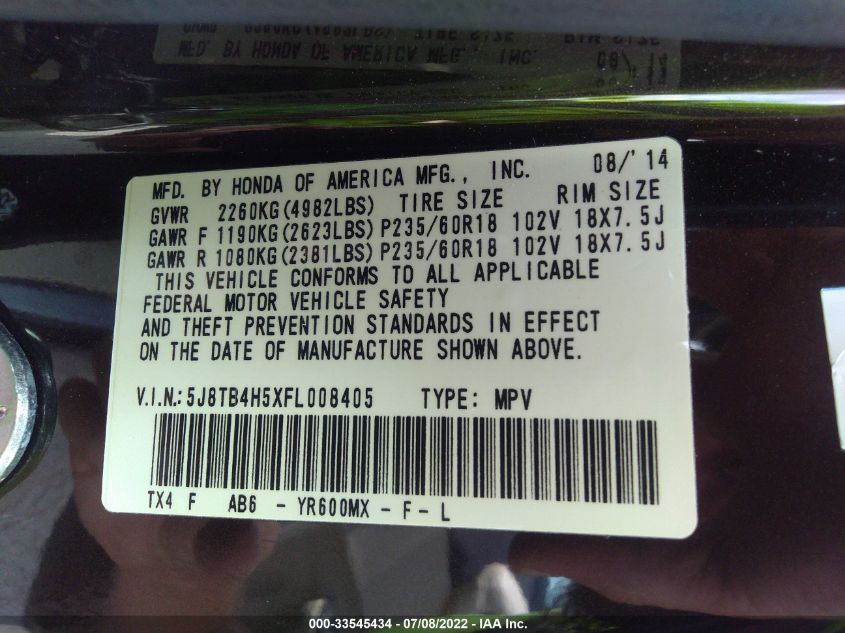 MFD. BY HONDA OF AMERICA MFG., INC. 08/'14
GVWR 2260KG(4982LBS) TIRE SIZE RIM SIZE
GAWR F 1190KG(2623LBS) P235/60R18 102V 18X7.5J
GAWR R 1080KG(2381LBS) P235/60R18 102V 18X7.5J
THIS VEHICLE CONFORMS TO ALL APPLICABLE
FEDERAL MOTOR VEHICLE SAFETY
AND THEFT PREVENTION STANDARDS IN EFFECT
ON THE DATE OF MANUFACTURE SHOWN ABOVE.
V.I.N.: 5J8TB4H5XFL008405 TYPE: MPV
TX4 F AB6 - YR600MX - F - L
000-33545434 - 07/08/2022 - IAAI Inc.